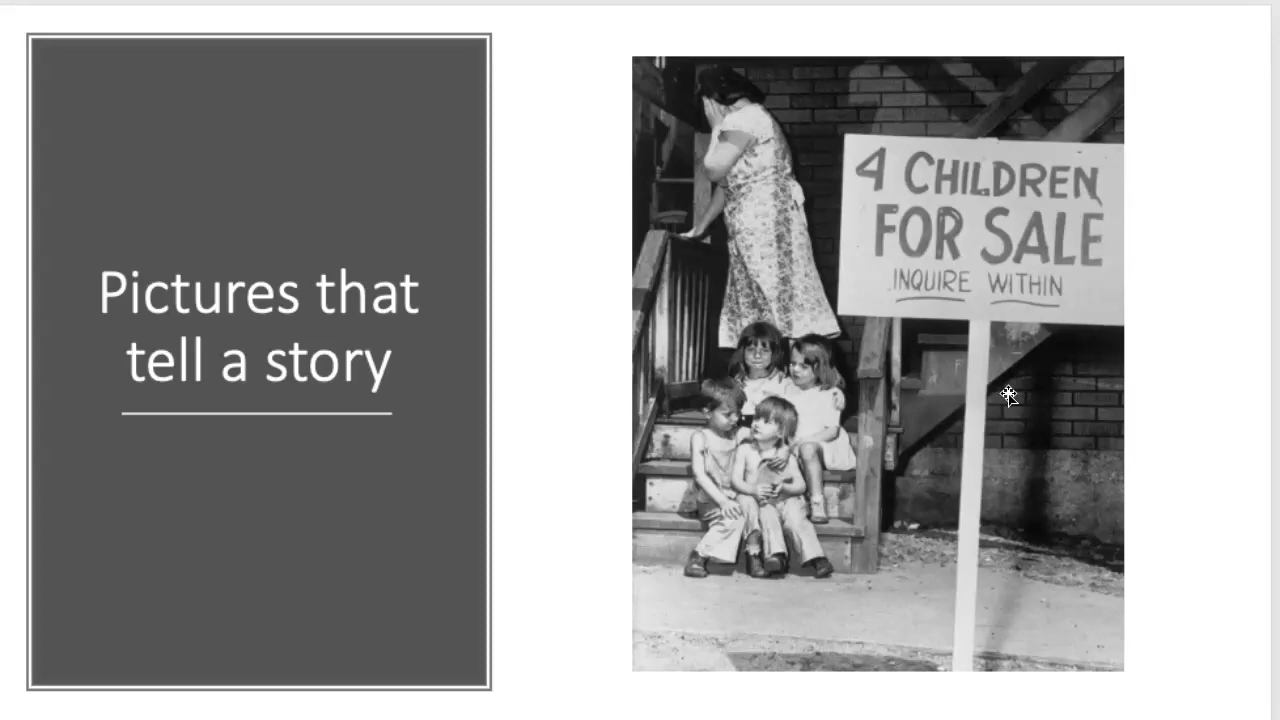 Pictures that
tell a story
4 CHILDREN
FOR SALE
INQUIRE WITHIN